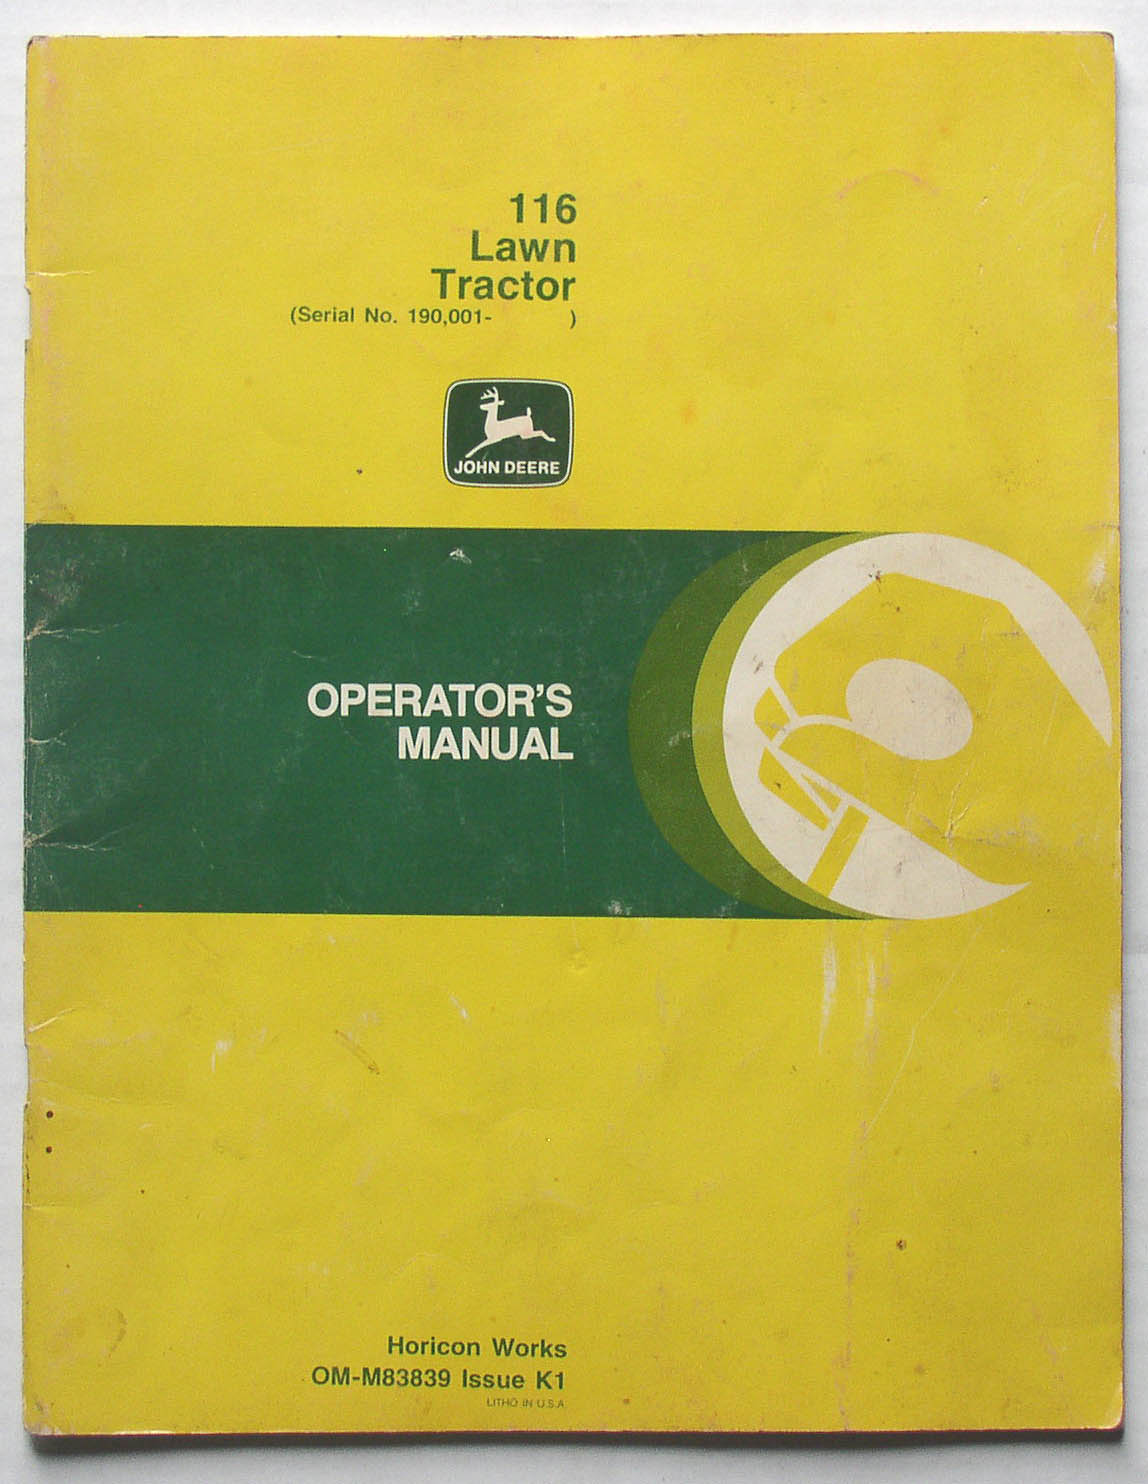 116
Lawn
Tractor
(Serial No. 190,001-          )
JOHN DEERE
OPERATOR'S
MANUAL
Horicon Works
OM-M83839 Issue K1
LITHO IN U.S.A